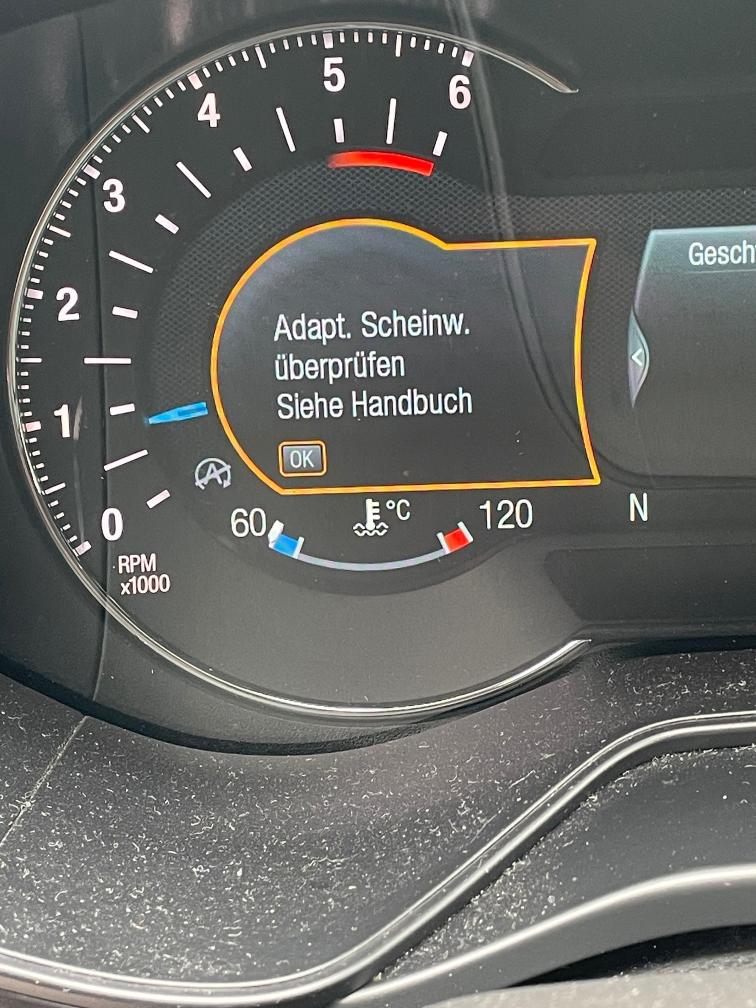 6
5
4
3
2
1
0
RPM
x1000
Adapt. Scheinw.
überprüfen
Siehe Handbuch
OK
A
60
°C
120
N
Gesch
<